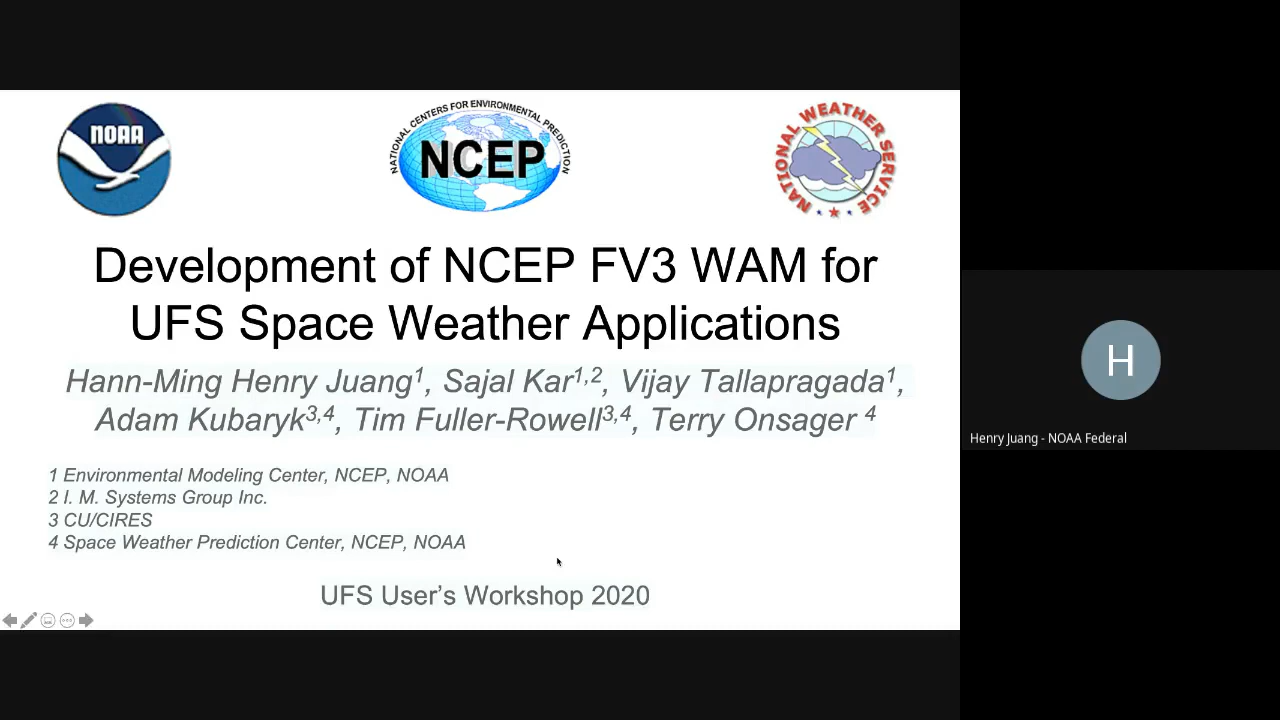 NOAA
NATIONAL CENTERS FOR ENVIRONMENTAL PREDICTION
NCEP
NATIONAL WEATHER SERVICE
Development of NCEP FV3 WAM for
UFS Space Weather Applications
Hann-Ming Henry Juang1, Sajal Kar1,2, Vijay Tallapragada1,
Adam Kubaryk3,4, Tim Fuller-Rowell3,4, Terry Onsager 4
1 Environmental Modeling Center, NCEP, NOAA
2 I. M. Systems Group Inc.
3 CU/CIRES
4 Space Weather Prediction Center, NCEP, NOAA
UFS User’s Workshop 2020
H
Henry Juang - NOAA Federal